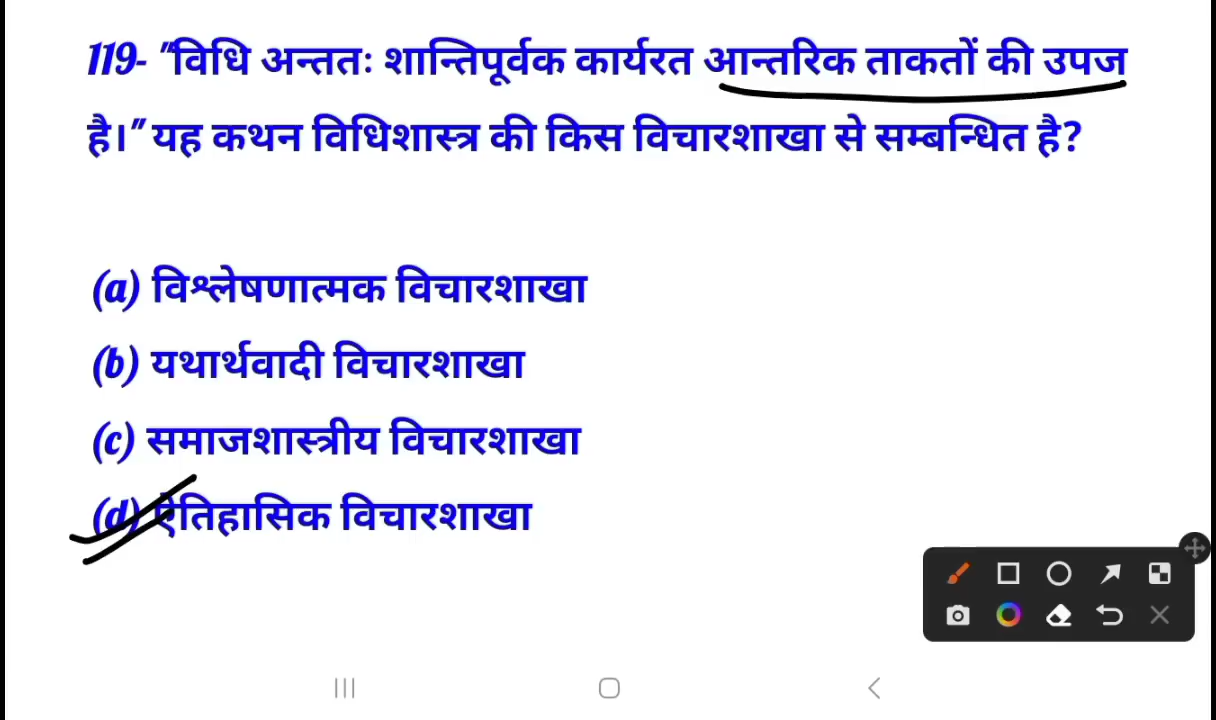 119- "विधि अन्ततः शान्तिपूर्वक कार्यरत आन्तरिक ताकतों की उपज
है।" यह कथन विधिशास्त्र की किस विचारशाखा से सम्बन्धित है?
(a) विश्लेषणात्मक विचारशाखा
(b) यथार्थवादी विचारशाखा
(c) समाजशास्त्रीय विचारशाखा
(d) ऐतिहासिक विचारशाखा